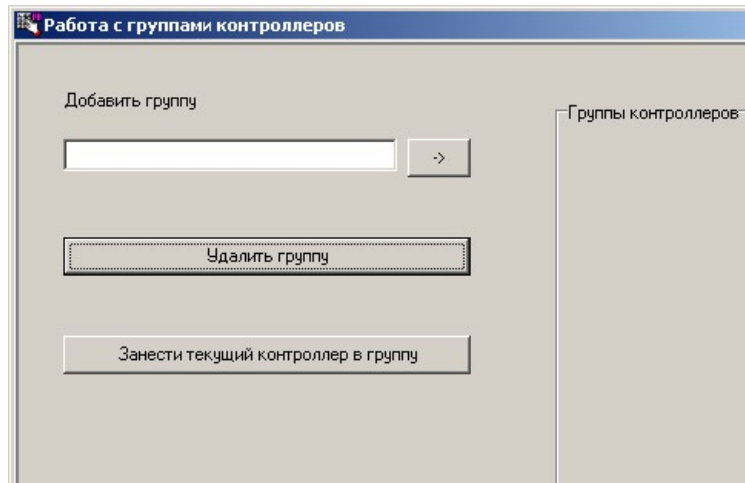 Работа с группами контроллеров
Добавить группу
->
Группы контроллеров
Удалить группу
Занести текущий контроллер в группу